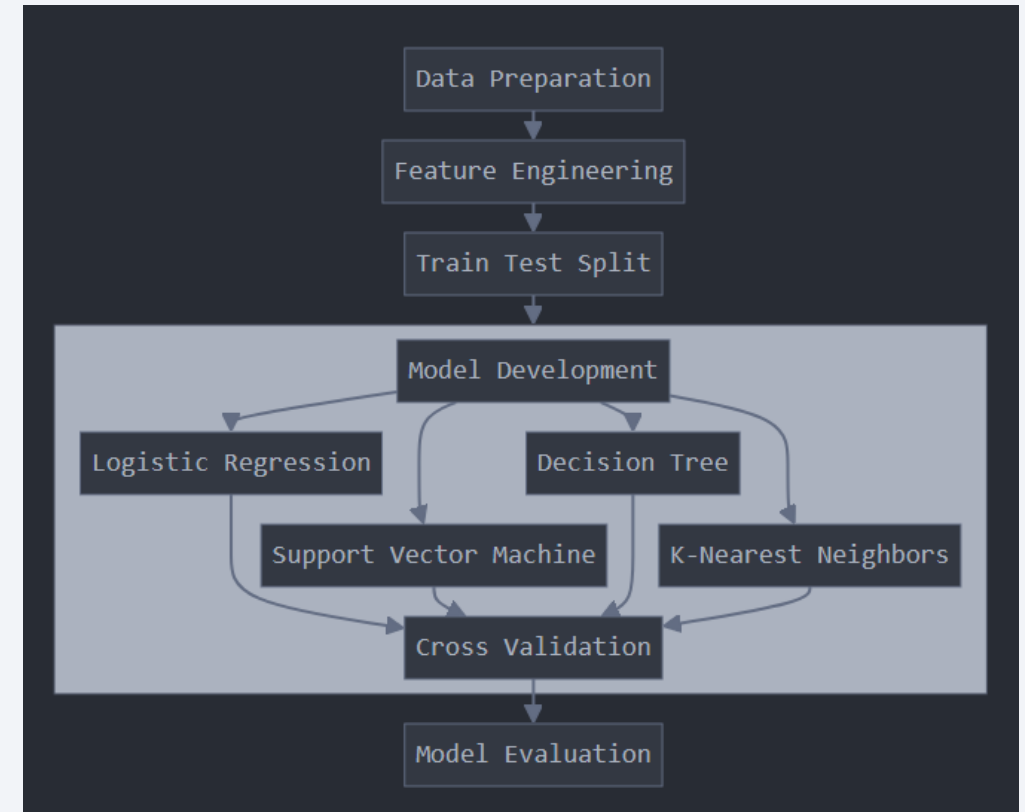 Data Preparation
Feature Engineering
Train Test Split
Model Development
Logistic Regression
Decision Tree
Support Vector Machine
K-Nearest Neighbors
Cross Validation
Model Evaluation